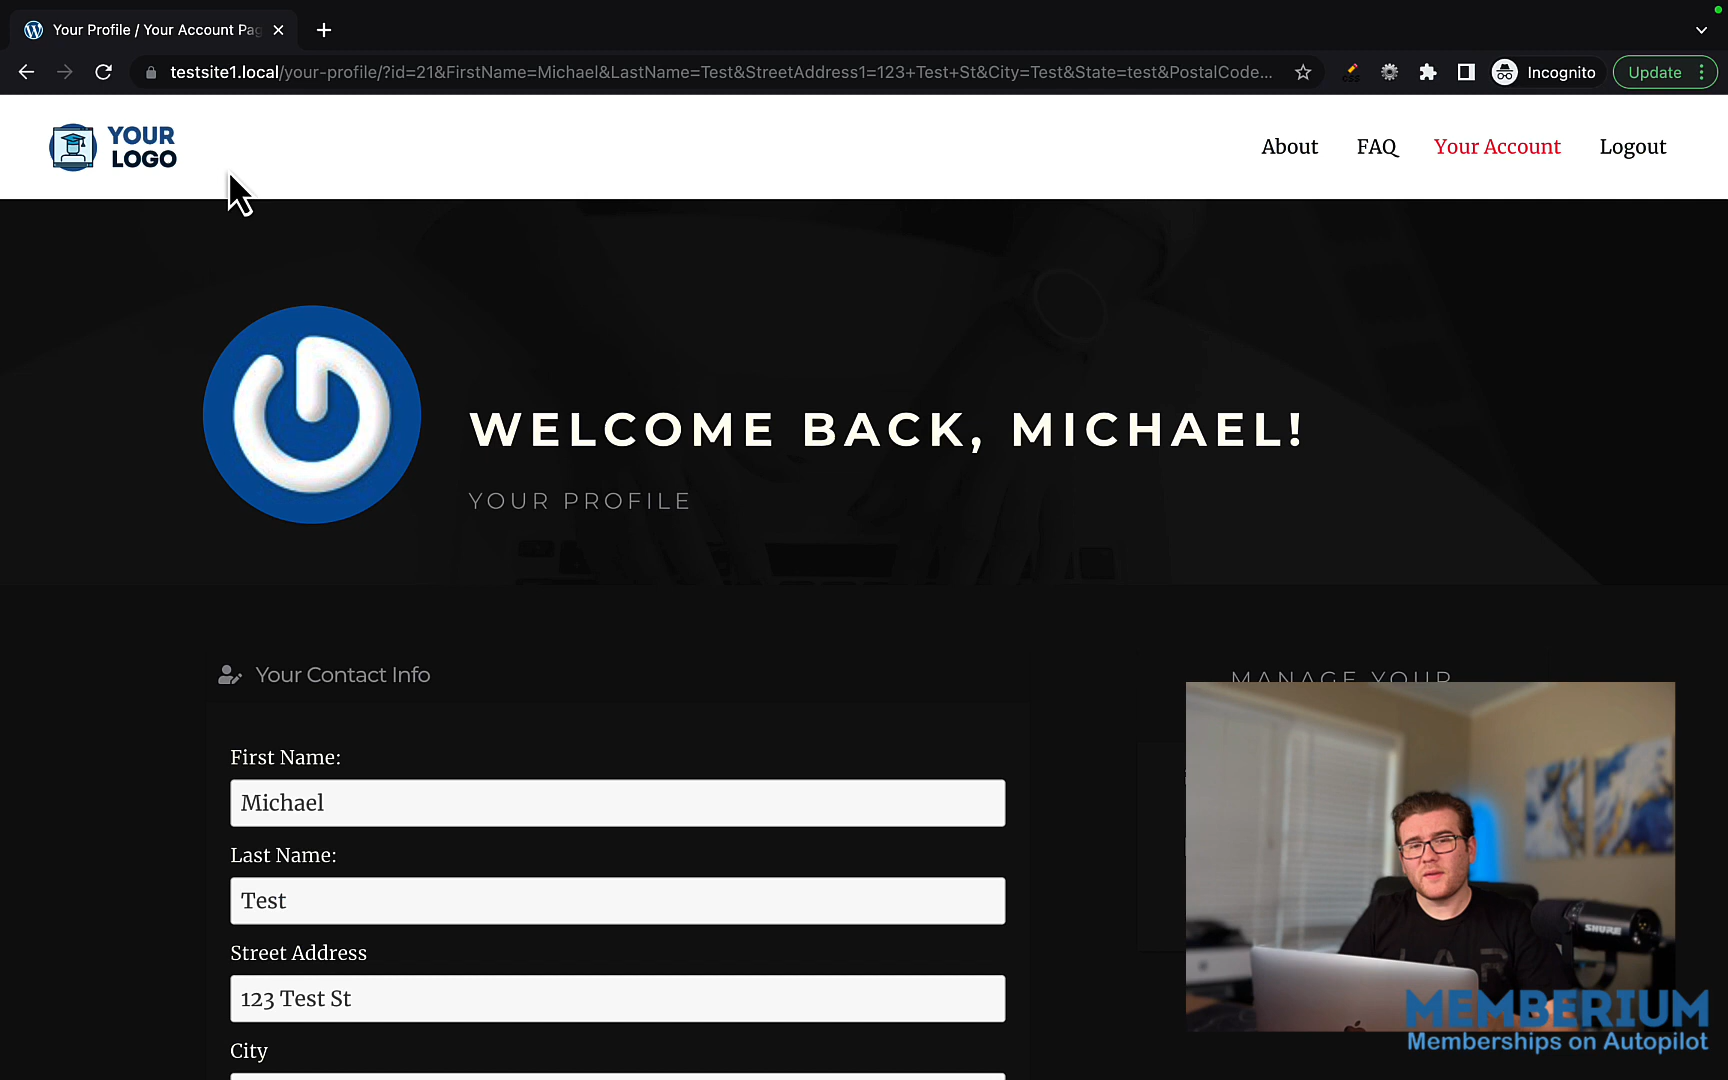 Your Profile / Your Account Pag
testsite1.local/your-profile/?id=21&FirstName=Michael&LastName=Test&StreetAddress1=123+Test+St&City=Test&State=test&PostalCode...
Incognito
Update
YOUR
LOGO
About
FAQ
Your Account
Logout
WELCOME BACK, MICHAEL!
YOUR PROFILE
Your Contact Info
MANAGE YOUR
First Name:
Michael
Last Name:
Test
Street Address
123 Test St
City
SHURE
MEMBERIUM
Memberships on Autopilot